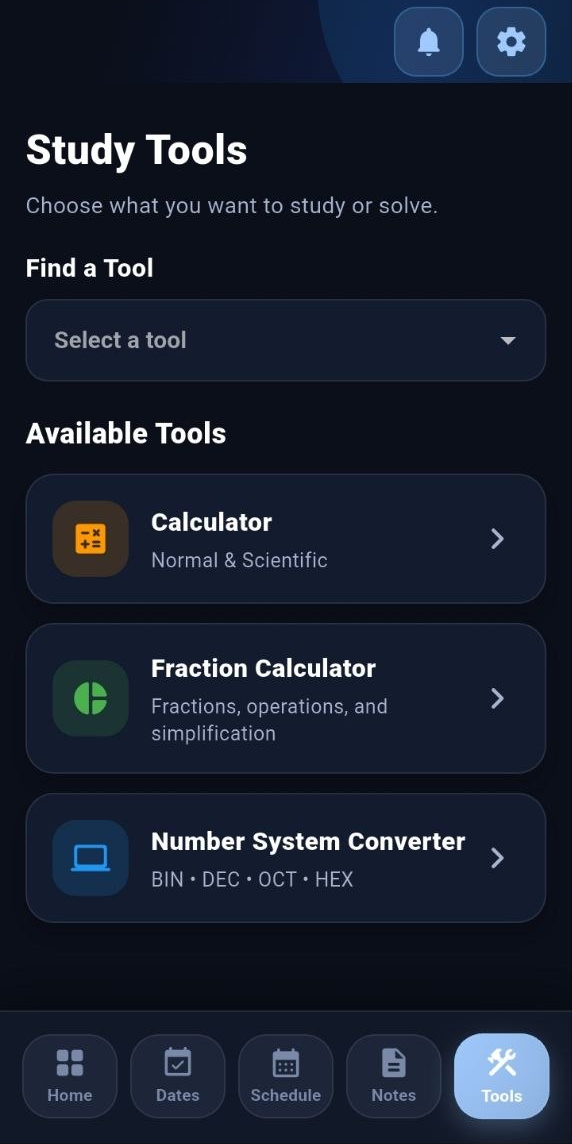 Study Tools
Choose what you want to study or solve.
Find a Tool
Select a tool
Available Tools
Calculator
Normal & Scientific
Fraction Calculator
Fractions, operations, and
simplification
Number System Converter
BIN • DEC • OCT • HEX
Home
Dates
Schedule
Notes
Tools